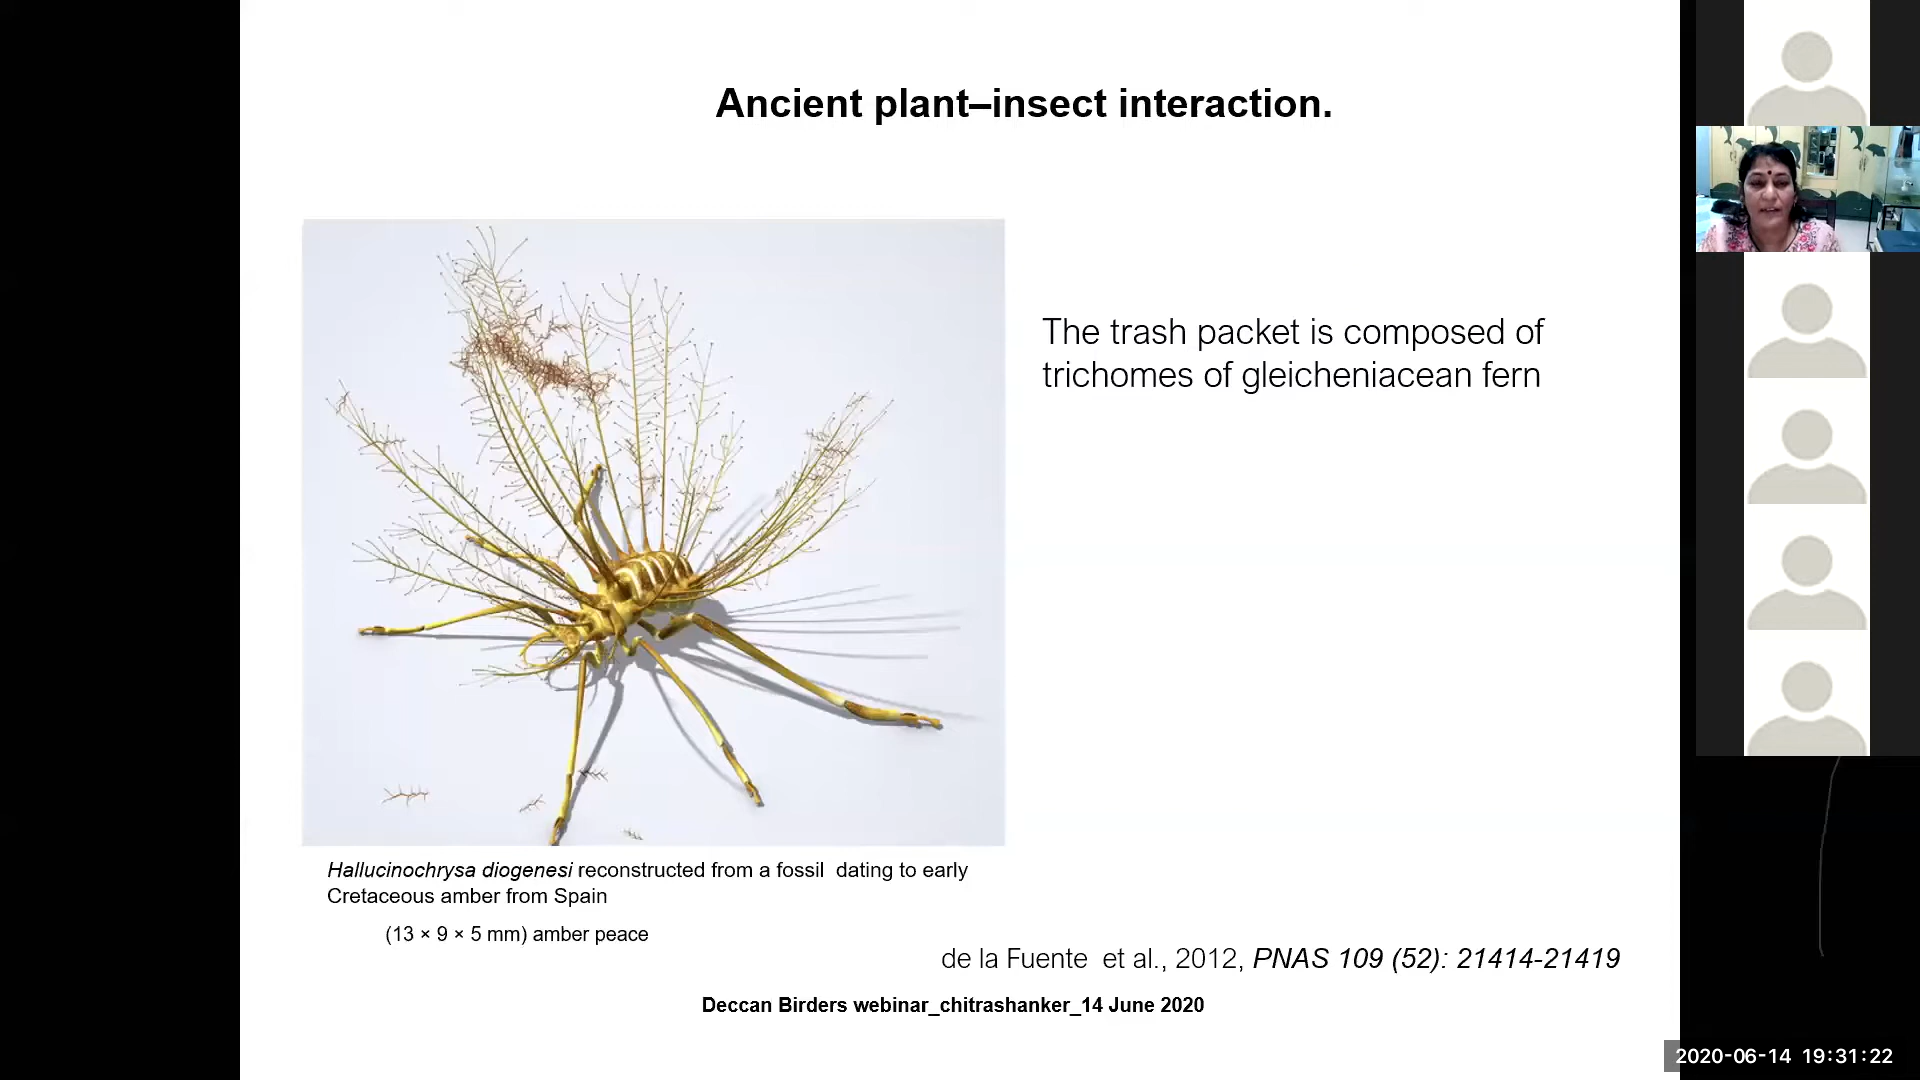 Ancient plant–insect interaction.
The trash packet is composed of
trichomes of gleicheniacean fern
Hallucinochrysa diogenesi reconstructed from a fossil dating to early
Cretaceous amber from Spain
(13 × 9 × 5 mm) amber peace
de la Fuente et al., 2012, PNAS 109 (52): 21414-21419
Deccan Birders webinar_chitrashanker_14 June 2020
2020-06-14 19:31:22